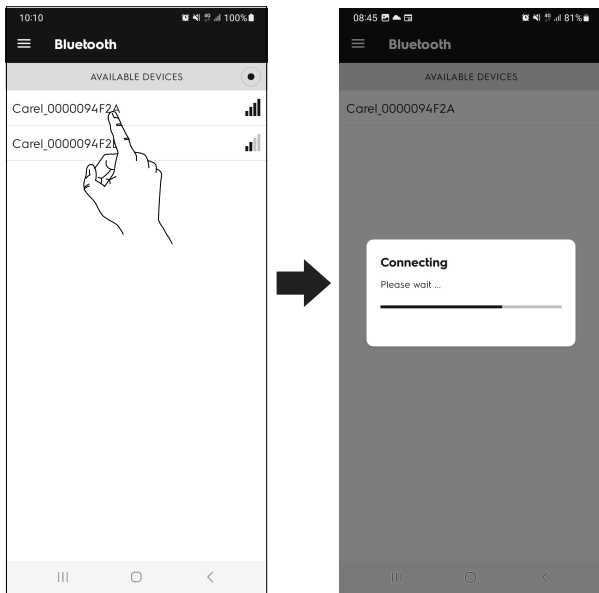 10:10
100%
Bluetooth
AVAILABLE DEVICES
Carel_0000094F2A
08:45
81%
Bluetooth
AVAILABLE DEVICES
Carel_0000094F2A
Connecting
Please wait ...